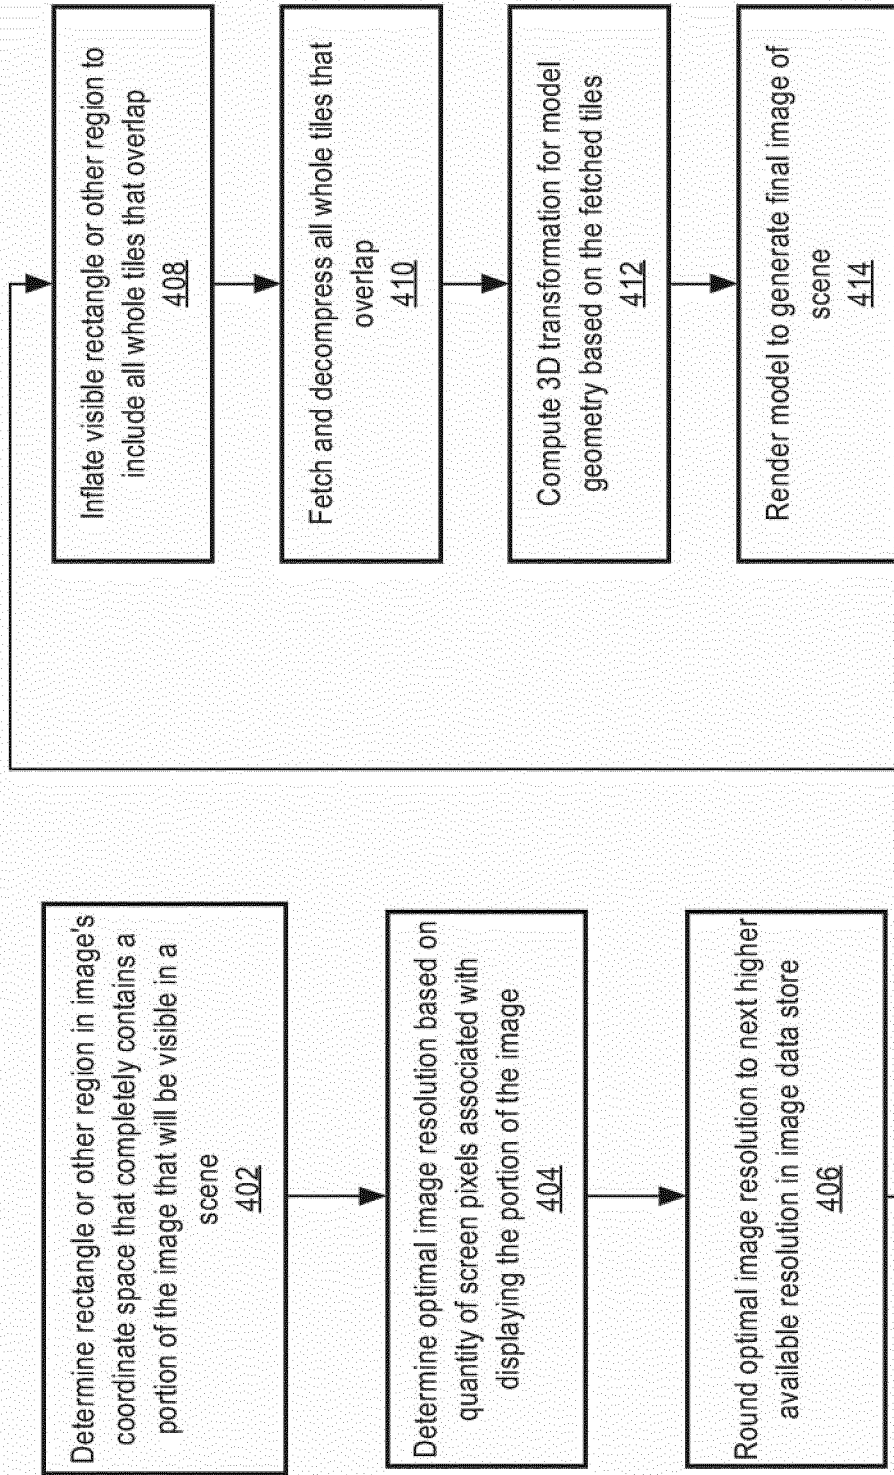 Determine rectangle or other region in image's
coordinate space that completely contains a
portion of the image that will be visible in a
scene
402
Determine optimal image resolution based on
quantity of screen pixels associated with
displaying the portion of the image
404
Round optimal image resolution to next higher
available resolution in image data store
406
Inflate visible rectangle or other region to
include all whole tiles that overlap
408
Fetch and decompress all whole tiles that
overlap
410
Compute 3D transformation for model
geometry based on the fetched tiles
412
Render model to generate final image of
scene
414